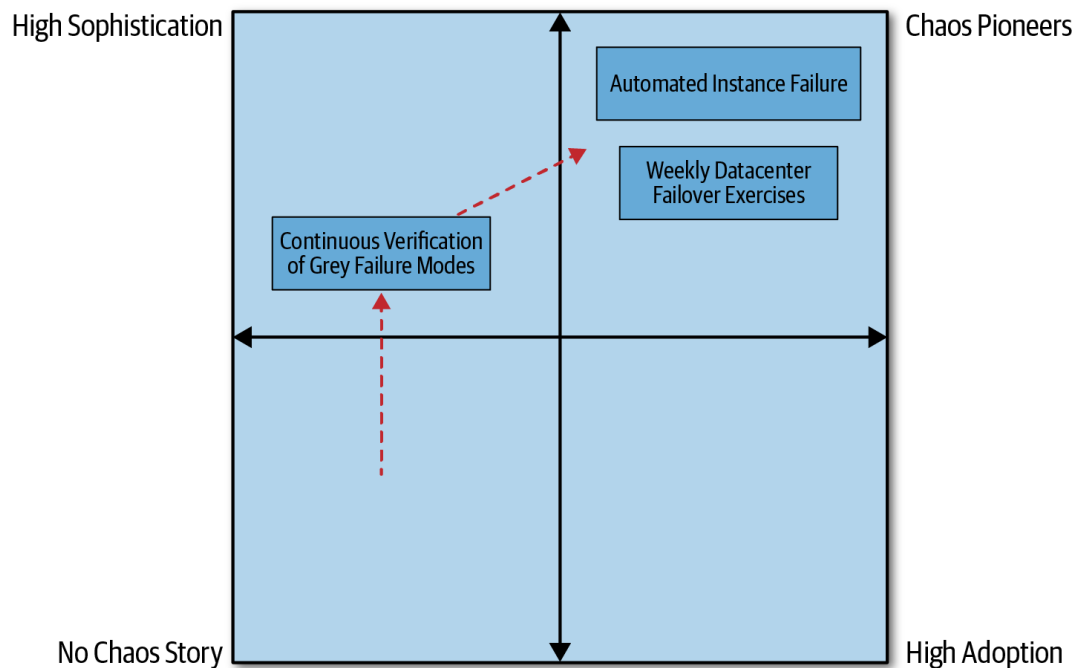 High Sophistication
Chaos Pioneers
Automated Instance Failure
Weekly Datacenter
Failover Exercises
Continuous Verification
of Grey Failure Modes
No Chaos Story
High Adoption